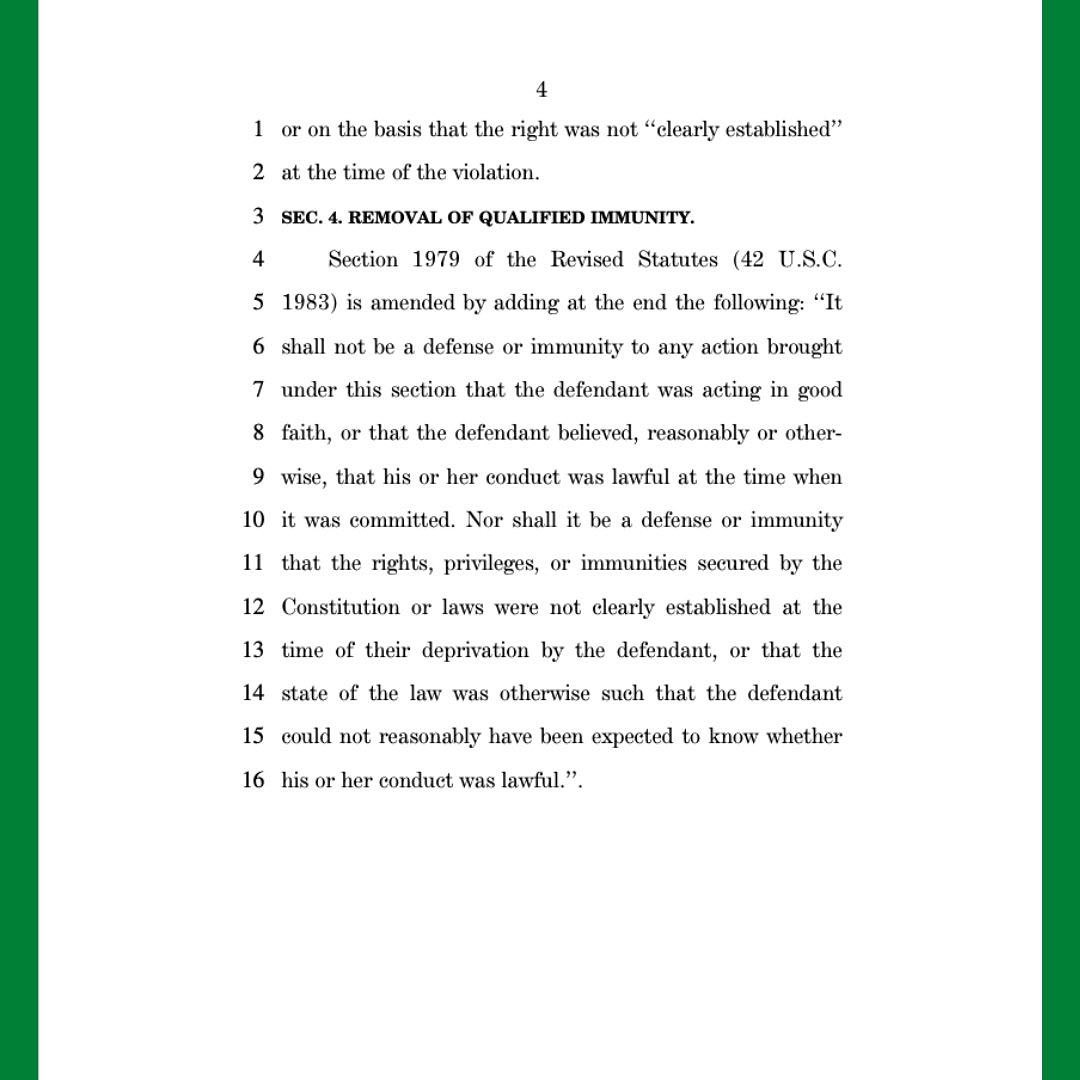 4
1 or on the basis that the right was not ‘‘clearly established’’
2 at the time of the violation.
3 SEC. 4. REMOVAL OF QUALIFIED IMMUNITY.
4 Section 1979 of the Revised Statutes (42 U.S.C.
5 1983) is amended by adding at the end the following: ‘‘It
6 shall not be a defense or immunity to any action brought
7 under this section that the defendant was acting in good
8 faith, or that the defendant believed, reasonably or other-
9 wise, that his or her conduct was lawful at the time when
10 it was committed. Nor shall it be a defense or immunity
11 that the rights, privileges, or immunities secured by the
12 Constitution or laws were not clearly established at the
13 time of their deprivation by the defendant, or that the
14 state of the law was otherwise such that the defendant
15 could not reasonably have been expected to know whether
16 his or her conduct was lawful.’’.